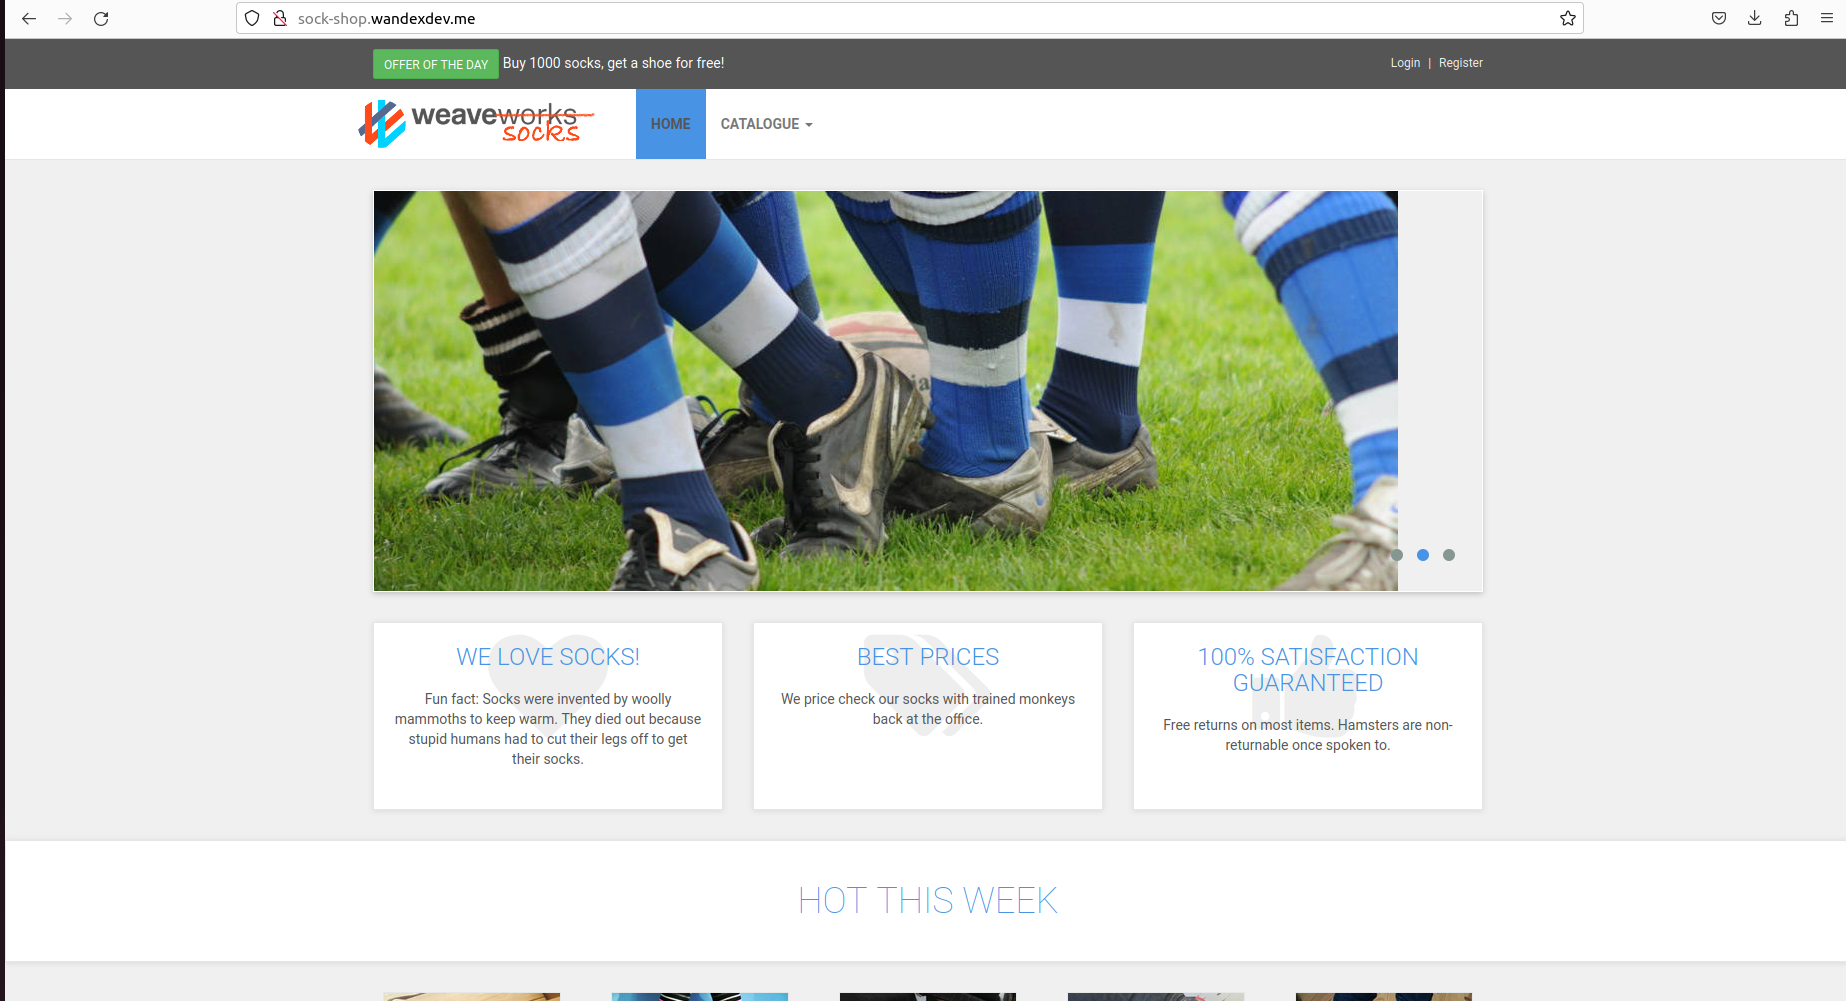 sock-shop.wandexdev.me
OFFER OF THE DAY Buy 1000 socks, get a shoe for free!
Login | Register
weaveworks
socks
HOME
CATALOGUE
WE LOVE SOCKS!
Fun fact: Socks were invented by woolly
mammoths to keep warm. They died out because
stupid humans had to cut their legs off to get
their socks.
BEST PRICES
We price check our socks with trained monkeys
back at the office.
100% SATISFACTION
GUARANTEED
Free returns on most items. Hamsters are non-
returnable once spoken to.
HOT THIS WEEK